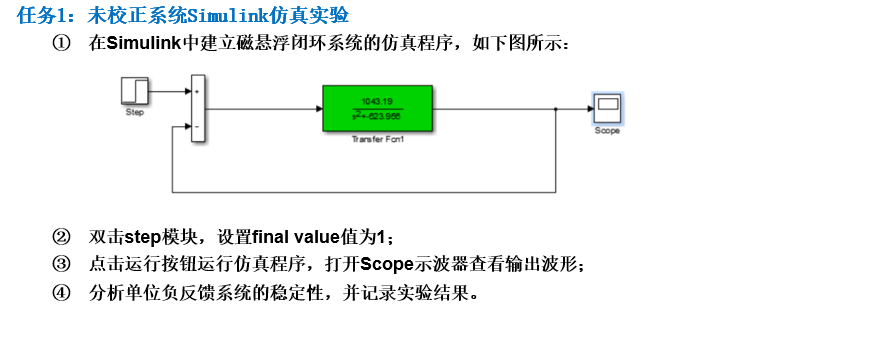 任务1：未校正系统Simulink仿真实验
① 在Simulink中建立磁悬浮闭环系统的仿真程序，如下图所示：
Step
+
−
1043.19
s²+-623.966
Transfer Fcn1
Scope
② 双击step模块，设置final value值为1；
③ 点击运行按钮运行仿真程序，打开Scope示波器查看输出波形；
④ 分析单位负反馈系统的稳定性，并记录实验结果。